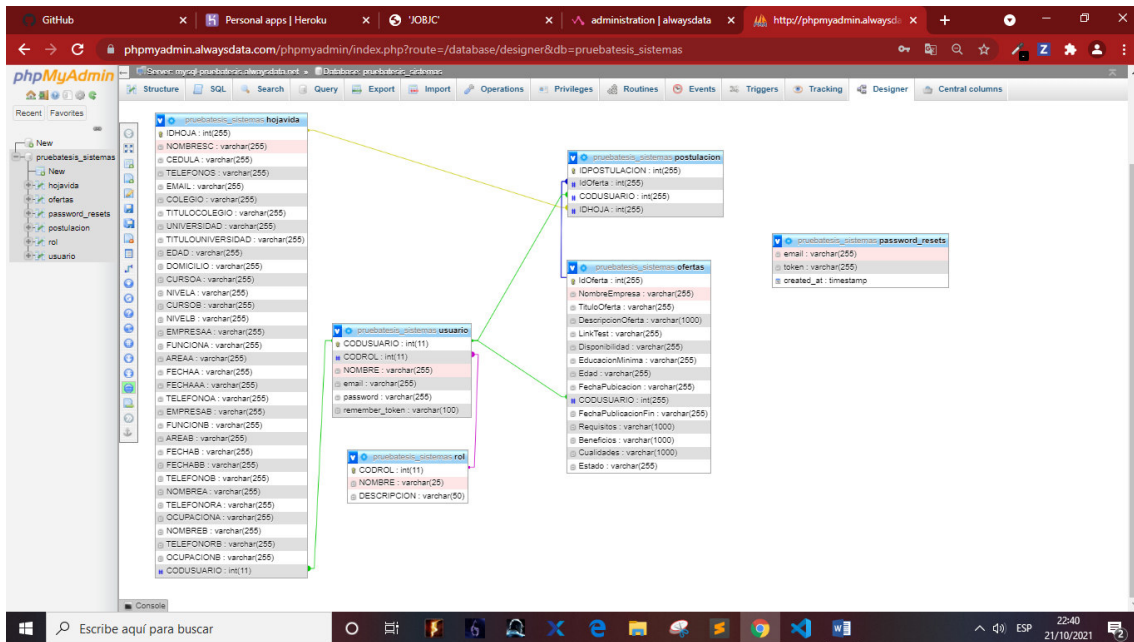 GitHub
Personal apps | Heroku
'JOBJC'
administration | alwaysdata
http://phpmyadmin.alwaysda
phpmyadmin.alwaysdata.com/phpmyadmin/index.php?route=/database/designer&db=pruebatesis_sistemas
phpMyAdmin
Recent Favorites
New
pruebatesis_sistemas
New
hojavida
ofertas
password_resets
postulacion
rol
usuario
Server: mysql-pruebatesis.alwaysdata.net » Database: pruebatesis_sistemas
Structure SQL Search Query Export Import Operations Privileges Routines Events Triggers Tracking Designer Central columns
pruebatesis_sistemas hojavida
IDHOJA : int(255)
NOMBRESC : varchar(255)
CEDULA : varchar(255)
TELEFONOS : varchar(255)
EMAIL : varchar(255)
COLEGIO : varchar(255)
TITULOCOLEGIO : varchar(255)
UNIVERSIDAD : varchar(255)
TITULOUNIVERSIDAD : varchar(255)
EDAD : varchar(255)
DOMICILIO : varchar(255)
CURSOA : varchar(255)
NIVELA : varchar(255)
CURSOB : varchar(255)
NIVELB : varchar(255)
EMPRESAA : varchar(255)
FUNCIONA : varchar(255)
AREAA : varchar(255)
FECHAA : varchar(255)
FECHAAA : varchar(255)
TELEFONOA : varchar(255)
EMPRESAB : varchar(255)
FUNCIONB : varchar(255)
AREAB : varchar(255)
FECHAB : varchar(255)
FECHABB : varchar(255)
TELEFONOB : varchar(255)
NOMBREA : varchar(255)
TELEFONORA : varchar(255)
OCUPACIONA : varchar(255)
NOMBREB : varchar(255)
TELEFONORB : varchar(255)
OCUPACIONB : varchar(255)
CODUSUARIO : int(11)
pruebatesis_sistemas usuario
CODUSUARIO : int(11)
CODROL : int(11)
NOMBRE : varchar(255)
email : varchar(255)
password : varchar(255)
remember_token : varchar(100)
pruebatesis_sistemas rol
CODROL : int(11)
NOMBRE : varchar(25)
DESCRIPCION : varchar(50)
pruebatesis_sistemas postulacion
IDPOSTULACION : int(255)
IdOferta : int(255)
CODUSUARIO : int(255)
IDHOJA : int(255)
pruebatesis_sistemas ofertas
IdOferta : int(255)
NombreEmpresa : varchar(255)
TituloOferta : varchar(255)
DescripcionOferta : varchar(1000)
LinkTest : varchar(255)
Disponibilidad : varchar(255)
EducacionMinima : varchar(255)
Edad : varchar(255)
FechaPubicacion : varchar(255)
CODUSUARIO : int(255)
FechaPublicacionFin : varchar(255)
Requisitos : varchar(1000)
Beneficios : varchar(1000)
Cualidades : varchar(1000)
Estado : varchar(255)
pruebatesis_sistemas password_resets
email : varchar(255)
token : varchar(255)
created_at : timestamp
Console
Escribe aquí para buscar
ESP
22:40
21/10/2021